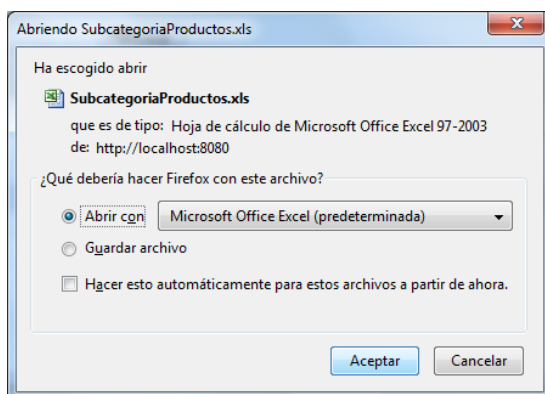 Abriendo SubcategoriaProductos.xls
Ha escogido abrir
SubcategoriaProductos.xls
que es de tipo: Hoja de cálculo de Microsoft Office Excel 97-2003
de: http://localhost:8080
¿Qué debería hacer Firefox con este archivo?
Abrir con Microsoft Office Excel (predeterminada)
Guardar archivo
Hacer esto automáticamente para estos archivos a partir de ahora.
Aceptar Cancelar